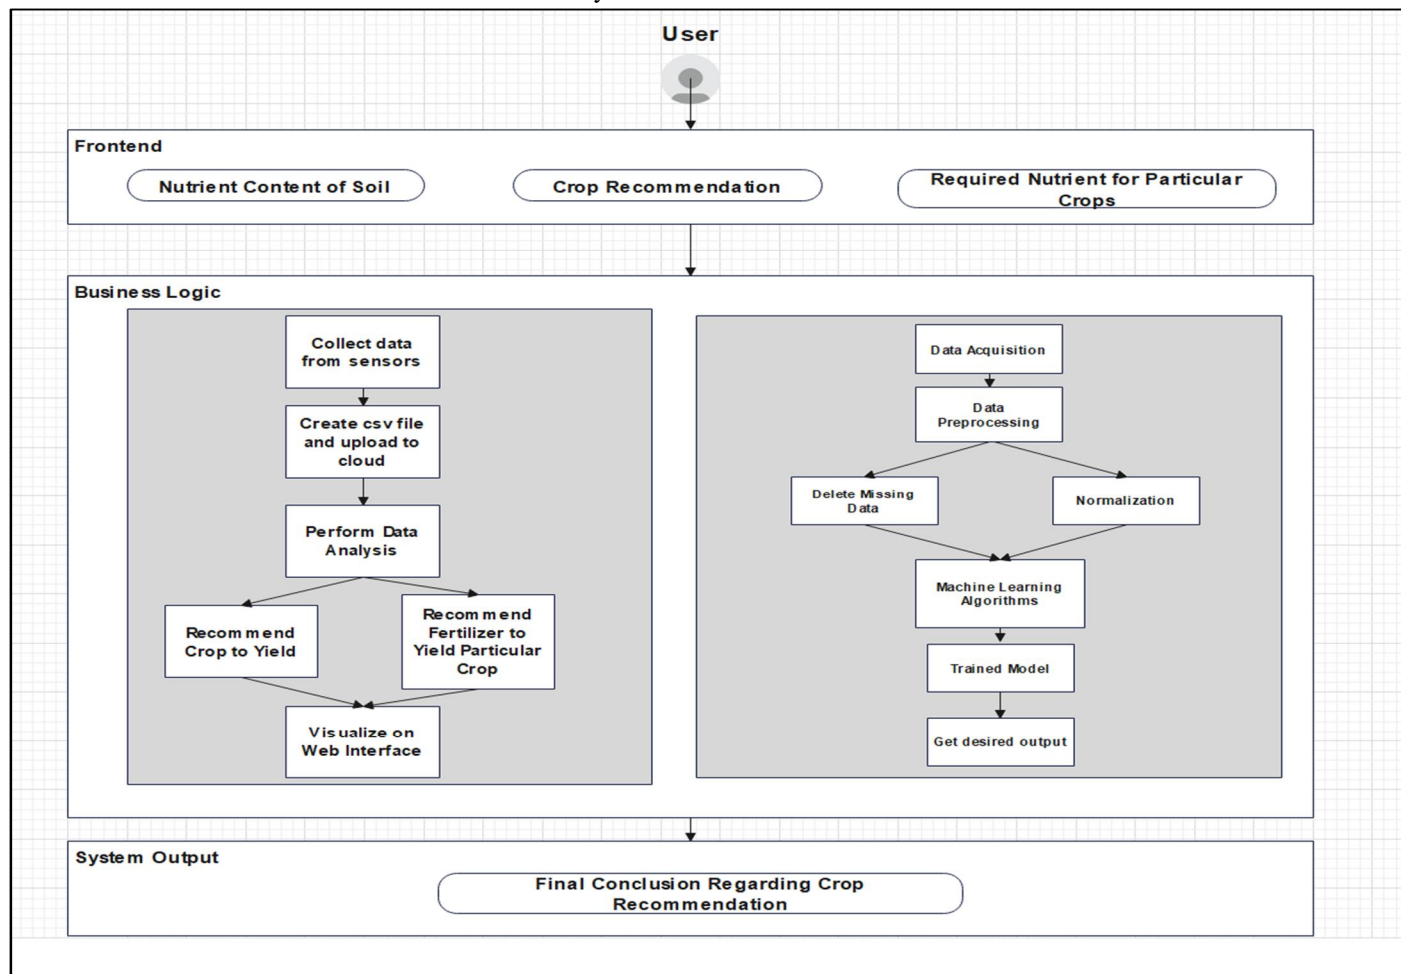 User
Frontend
Nutrient Content of Soil
Crop Recommendation
Required Nutrient for Particular
Crops
Business Logic
Collect data
from sensors
Create csv file
and upload to
cloud
Perform Data
Analysis
Recommend
Crop to Yield
Recommend
Fertilizer to
Yield Particular
Crop
Visualize on
Web Interface
Data Acquisition
Data
Preprocessing
Delete Missing
Data
Normalization
Machine Learning
Algorithms
Trained Model
Get desired output
System Output
Final Conclusion Regarding Crop
Recommendation